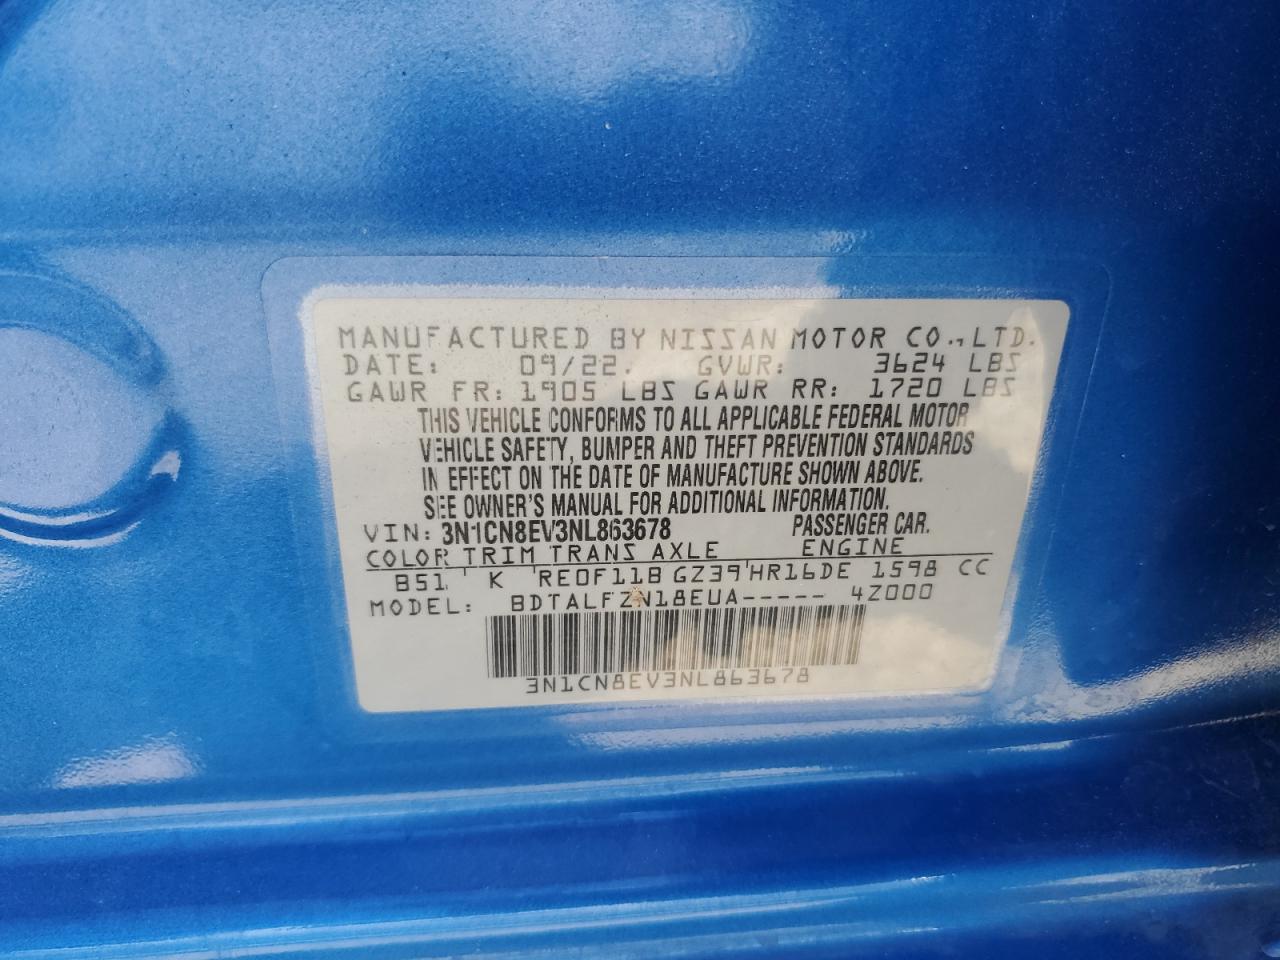 MANUFACTURED BY NISSAN MOTOR CO., LTD.
DATE: 09/22. GVWR: 3624 LBS
GAWR FR: 1905 LBS GAWR RR: 1720 LBS
THIS VEHICLE CONFORMS TO ALL APPLICABLE FEDERAL MOTOR
VEHICLE SAFETY, BUMPER AND THEFT PREVENTION STANDARDS
IN EFFECT ON THE DATE OF MANUFACTURE SHOWN ABOVE.
SEE OWNER'S MANUAL FOR ADDITIONAL INFORMATION.
VIN: 3N1CN8EV3NL863678 PASSENGER CAR.
COLOR TRIM TRANS AXLE ENGINE
B51 K RE0F11B GZ39 HR16DE 1598 CC
MODEL: BDTALFZN18EUA----- 4Z000
3N1CN8EV3NL863678